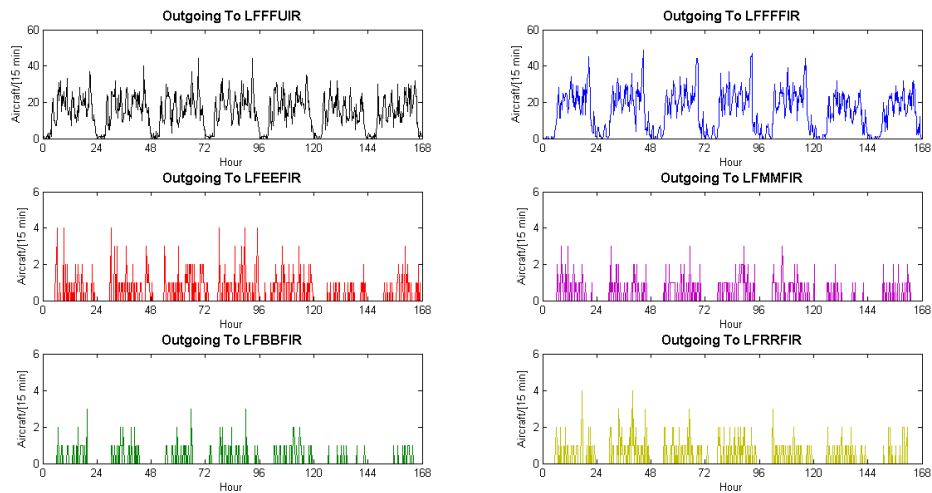 Outgoing To LFFFUIR
Aircraft/[15 min]
60
40
20
0
0 24 48 72 96 120 144 168
Hour
Outgoing To LFFFFIR
Aircraft/[15 min]
60
40
20
0
0 24 48 72 96 120 144 168
Hour
Outgoing To LFEEFIR
Aircraft/[15 min]
6
4
2
0
0 24 48 72 96 120 144 168
Hour
Outgoing To LFMMFIR
Aircraft/[15 min]
6
4
2
0
0 24 48 72 96 120 144 168
Hour
Outgoing To LFBBFIR
Aircraft/[15 min]
6
4
2
0
0 24 48 72 96 120 144 168
Hour
Outgoing To LFRRFIR
Aircraft/[15 min]
6
4
2
0
0 24 48 72 96 120 144 168
Hour